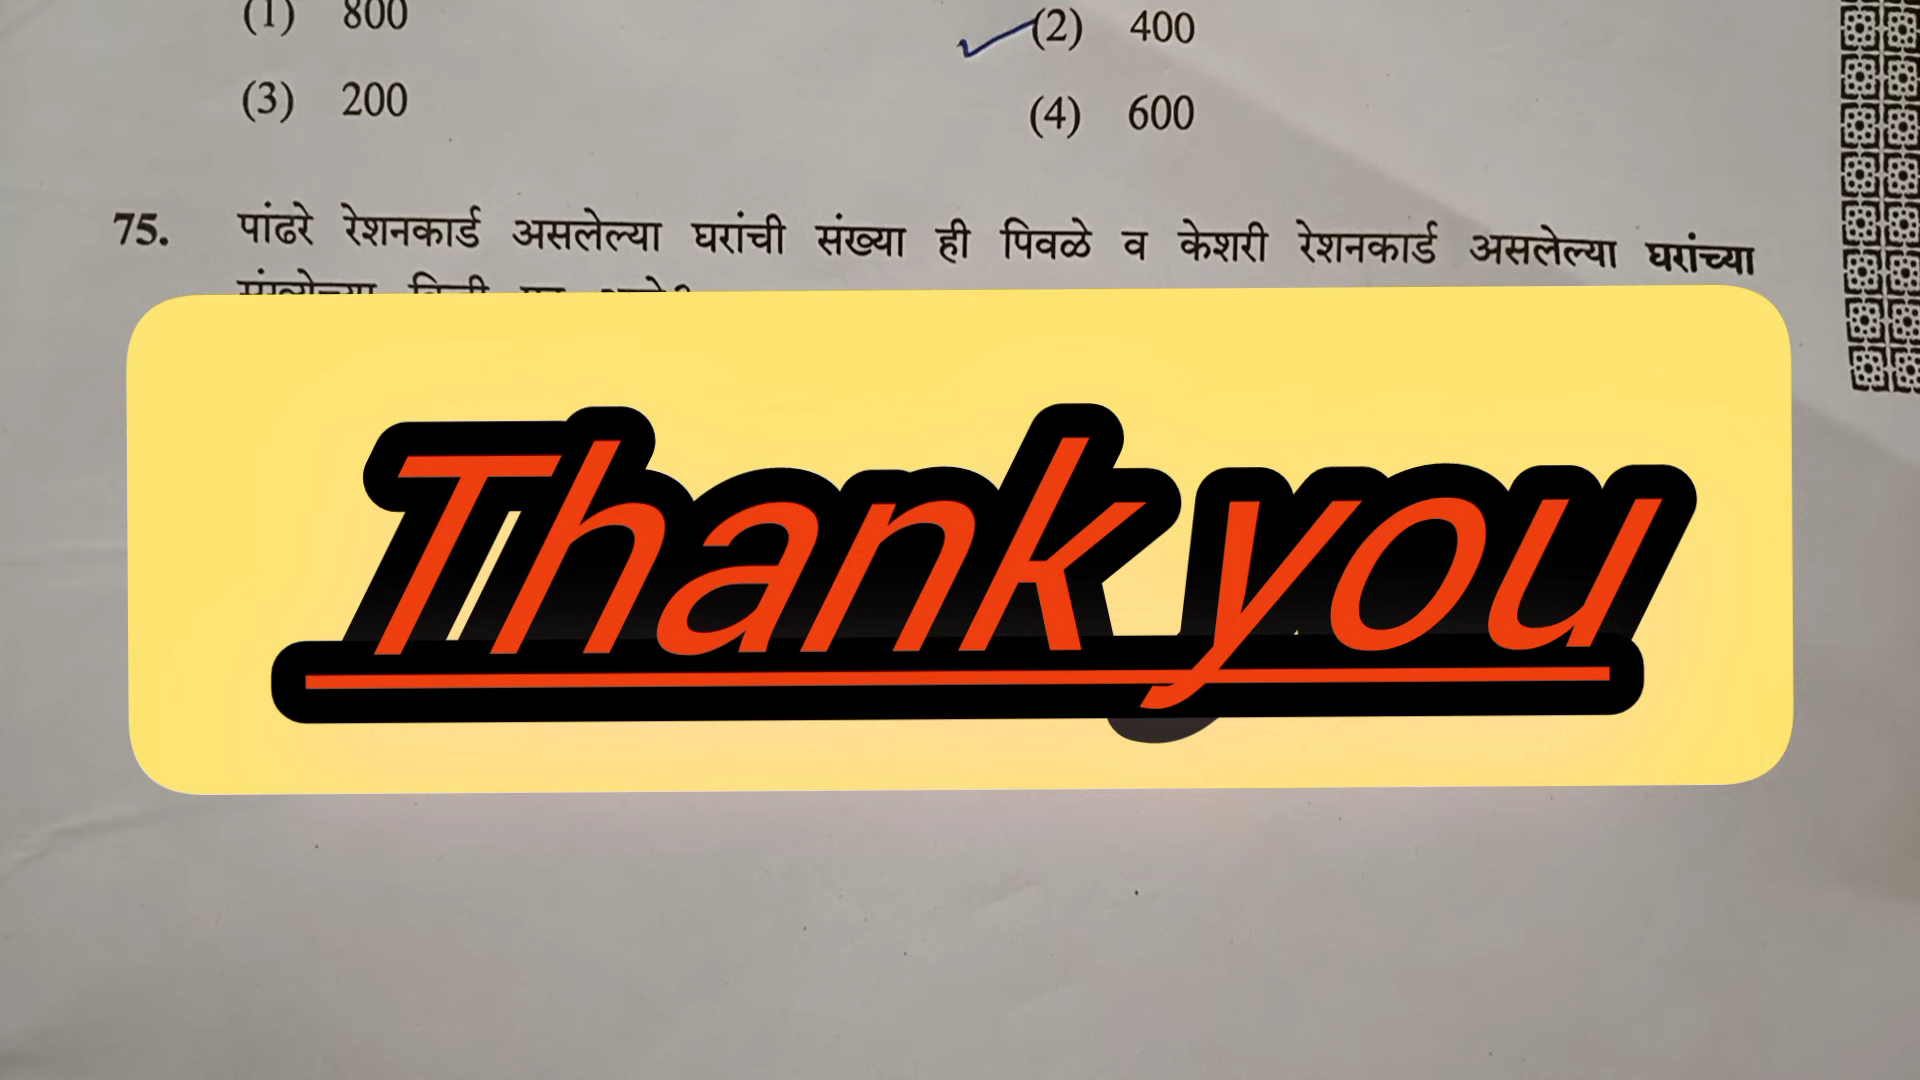 (1) 800
(2) 400
(3) 200
(4) 600
75. पांढरे रेशनकार्ड असलेल्या घरांची संख्या ही पिवळे व केशरी रेशनकार्ड असलेल्या घरांच्या
Thank you